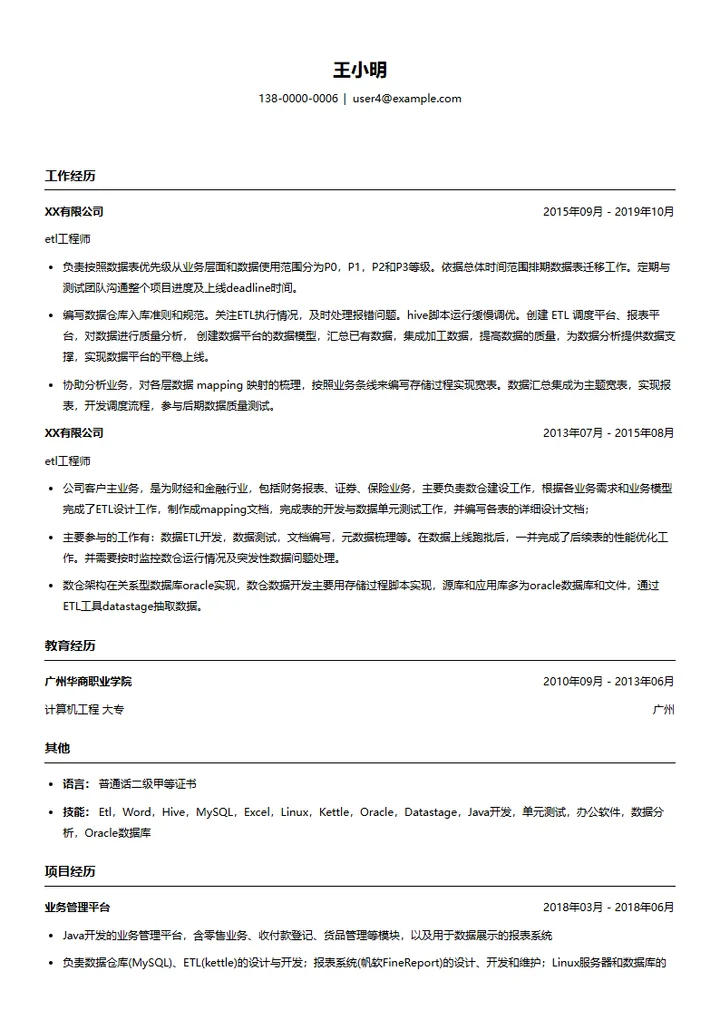 王小明
138-0000-0006 | user4@example.com
工作经历
XX有限公司 2015年09月 - 2019年10月
etl工程师
• 负责按照数据表优先级从业务层面和数据使用范围分为P0，P1，P2和P3等级。依据总体时间范围排期数据表迁移工作。定期与
测试团队沟通整个项目进度及上线deadline时间。
• 编写数据仓库入库准则和规范。关注ETL执行情况，及时处理报错问题。hive脚本运行缓慢调优。创建 ETL 调度平台、报表平
台，对数据进行质量分析， 创建数据平台的数据模型，汇总已有数据，集成加工数据，提高数据的质量，为数据分析提供数据支
撑，实现数据平台的平稳上线。
• 协助分析业务，对各层数据 mapping 映射的梳理，按照业务条线来编写存储过程实现宽表。数据汇总集成为主题宽表，实现报
表，开发调度流程，参与后期数据质量测试。
XX有限公司 2013年07月 - 2015年08月
etl工程师
• 公司客户主业务，是为财经和金融行业，包括财务报表、证券、保险业务，主要负责数仓建设工作，根据各业务需求和业务模型
完成了ETL设计工作，制作成mapping文档，完成表的开发与数据单元测试工作，并编写各表的详细设计文档；
• 主要参与的工作有：数据ETL开发，数据测试，文档编写，元数据梳理等。在数据上线跑批后，一并完成了后续表的性能优化工
作。并需要按时监控数仓运行情况及突发性数据问题处理。
• 数仓架构在关系型数据库oracle实现，数仓数据开发主要用存储过程脚本实现，源库和应用库多为oracle数据库和文件，通过
ETL工具datastage抽取数据。
教育经历
广州华商职业学院 2010年09月 - 2013年06月
计算机工程 大专 广州
其他
• 语言： 普通话二级甲等证书
• 技能： Etl，Word，Hive，MySQL，Excel，Linux，Kettle，Oracle，Datastage，Java开发，单元测试，办公软件，数据分
析，Oracle数据库
项目经历
业务管理平台 2018年03月 - 2018年06月
• Java开发的业务管理平台，含零售业务、收付款登记、货品管理等模块，以及用于数据展示的报表系统
• 负责数据仓库(MySQL)、ETL(kettle)的设计与开发；报表系统(帆软FineReport)的设计、开发和维护；Linux服务器和数据库的